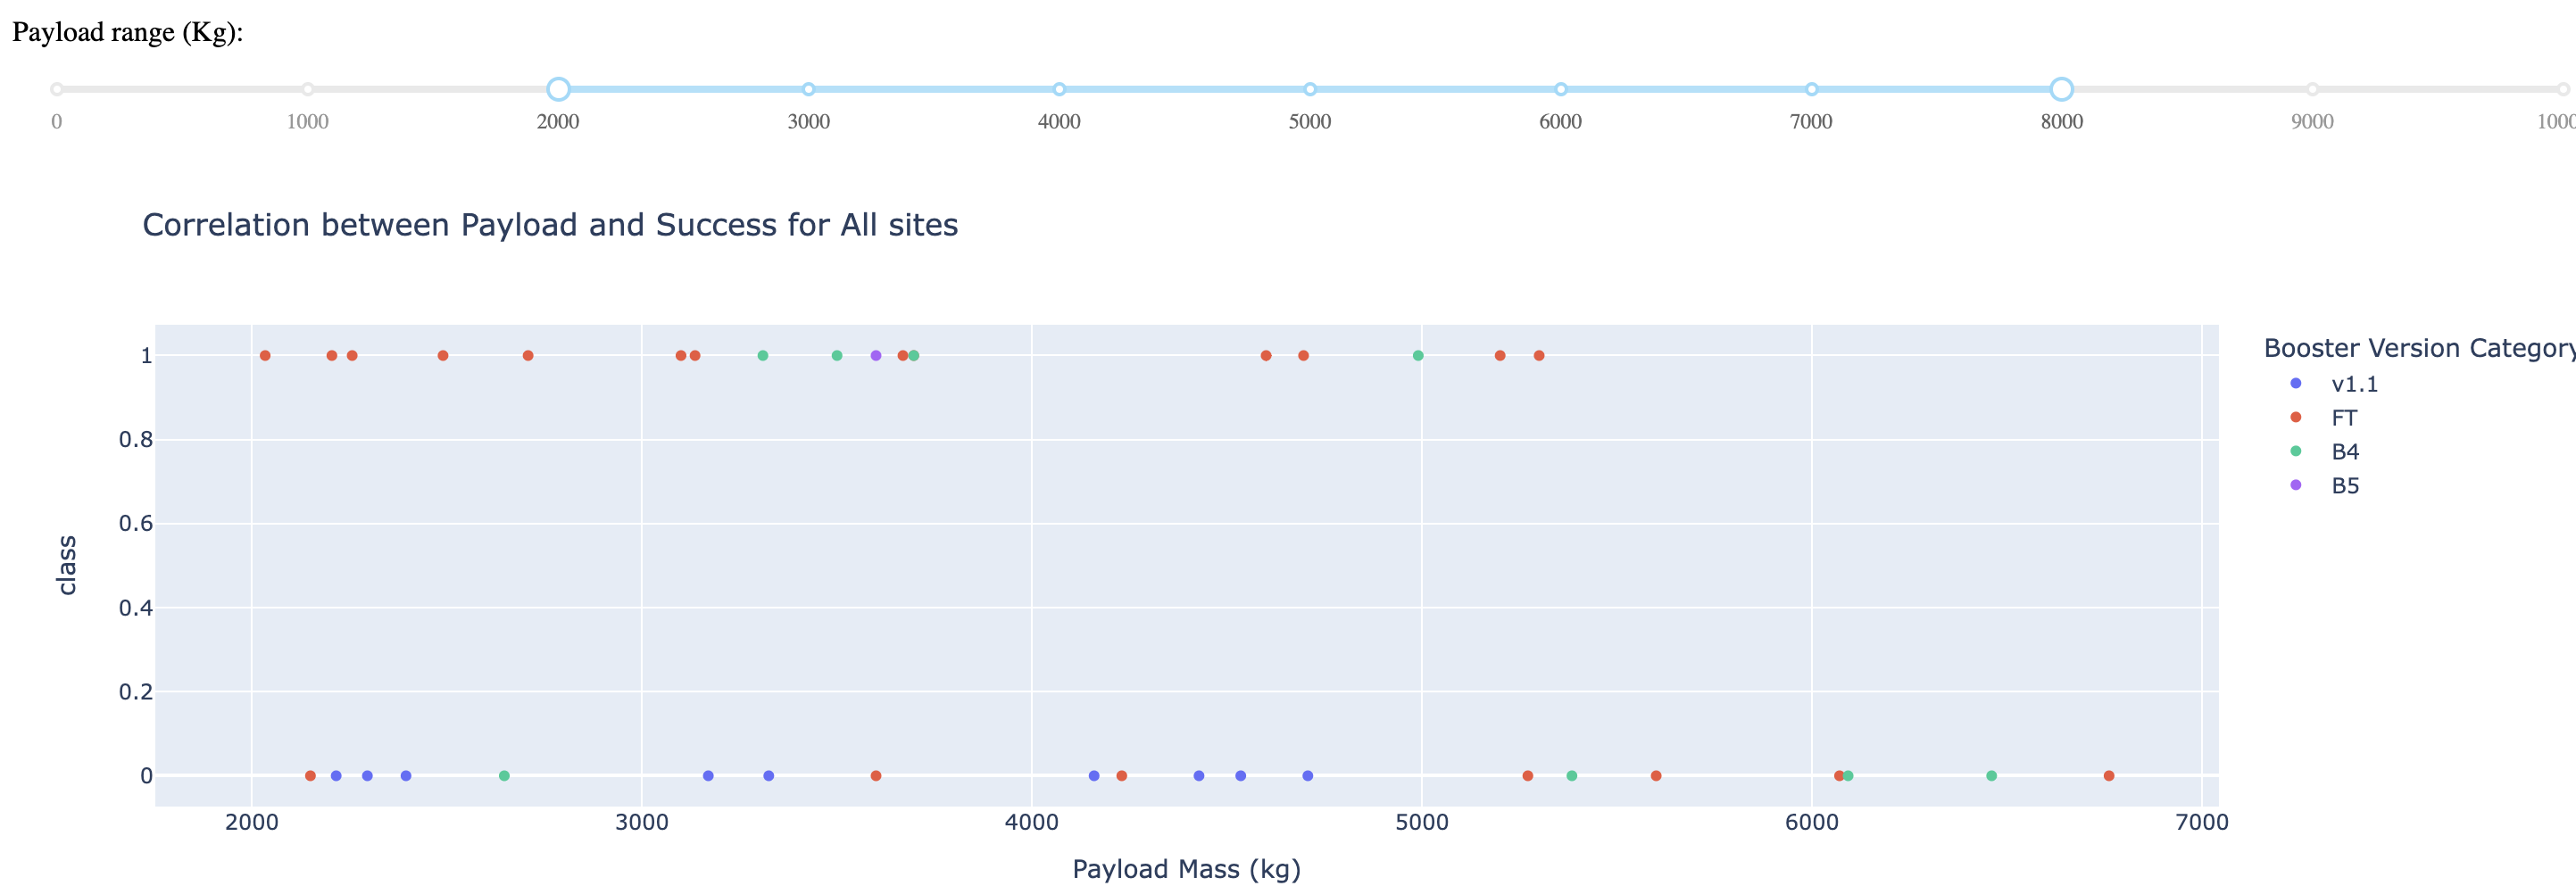 Payload range (Kg):
0 1000 2000 3000 4000 5000 6000 7000 8000 9000 1000
Correlation between Payload and Success for All sites
Booster Version Category
v1.1
FT
B4
B5
1
0.8
0.6
0.4
0.2
0
class
2000 3000 4000 5000 6000 7000
Payload Mass (kg)